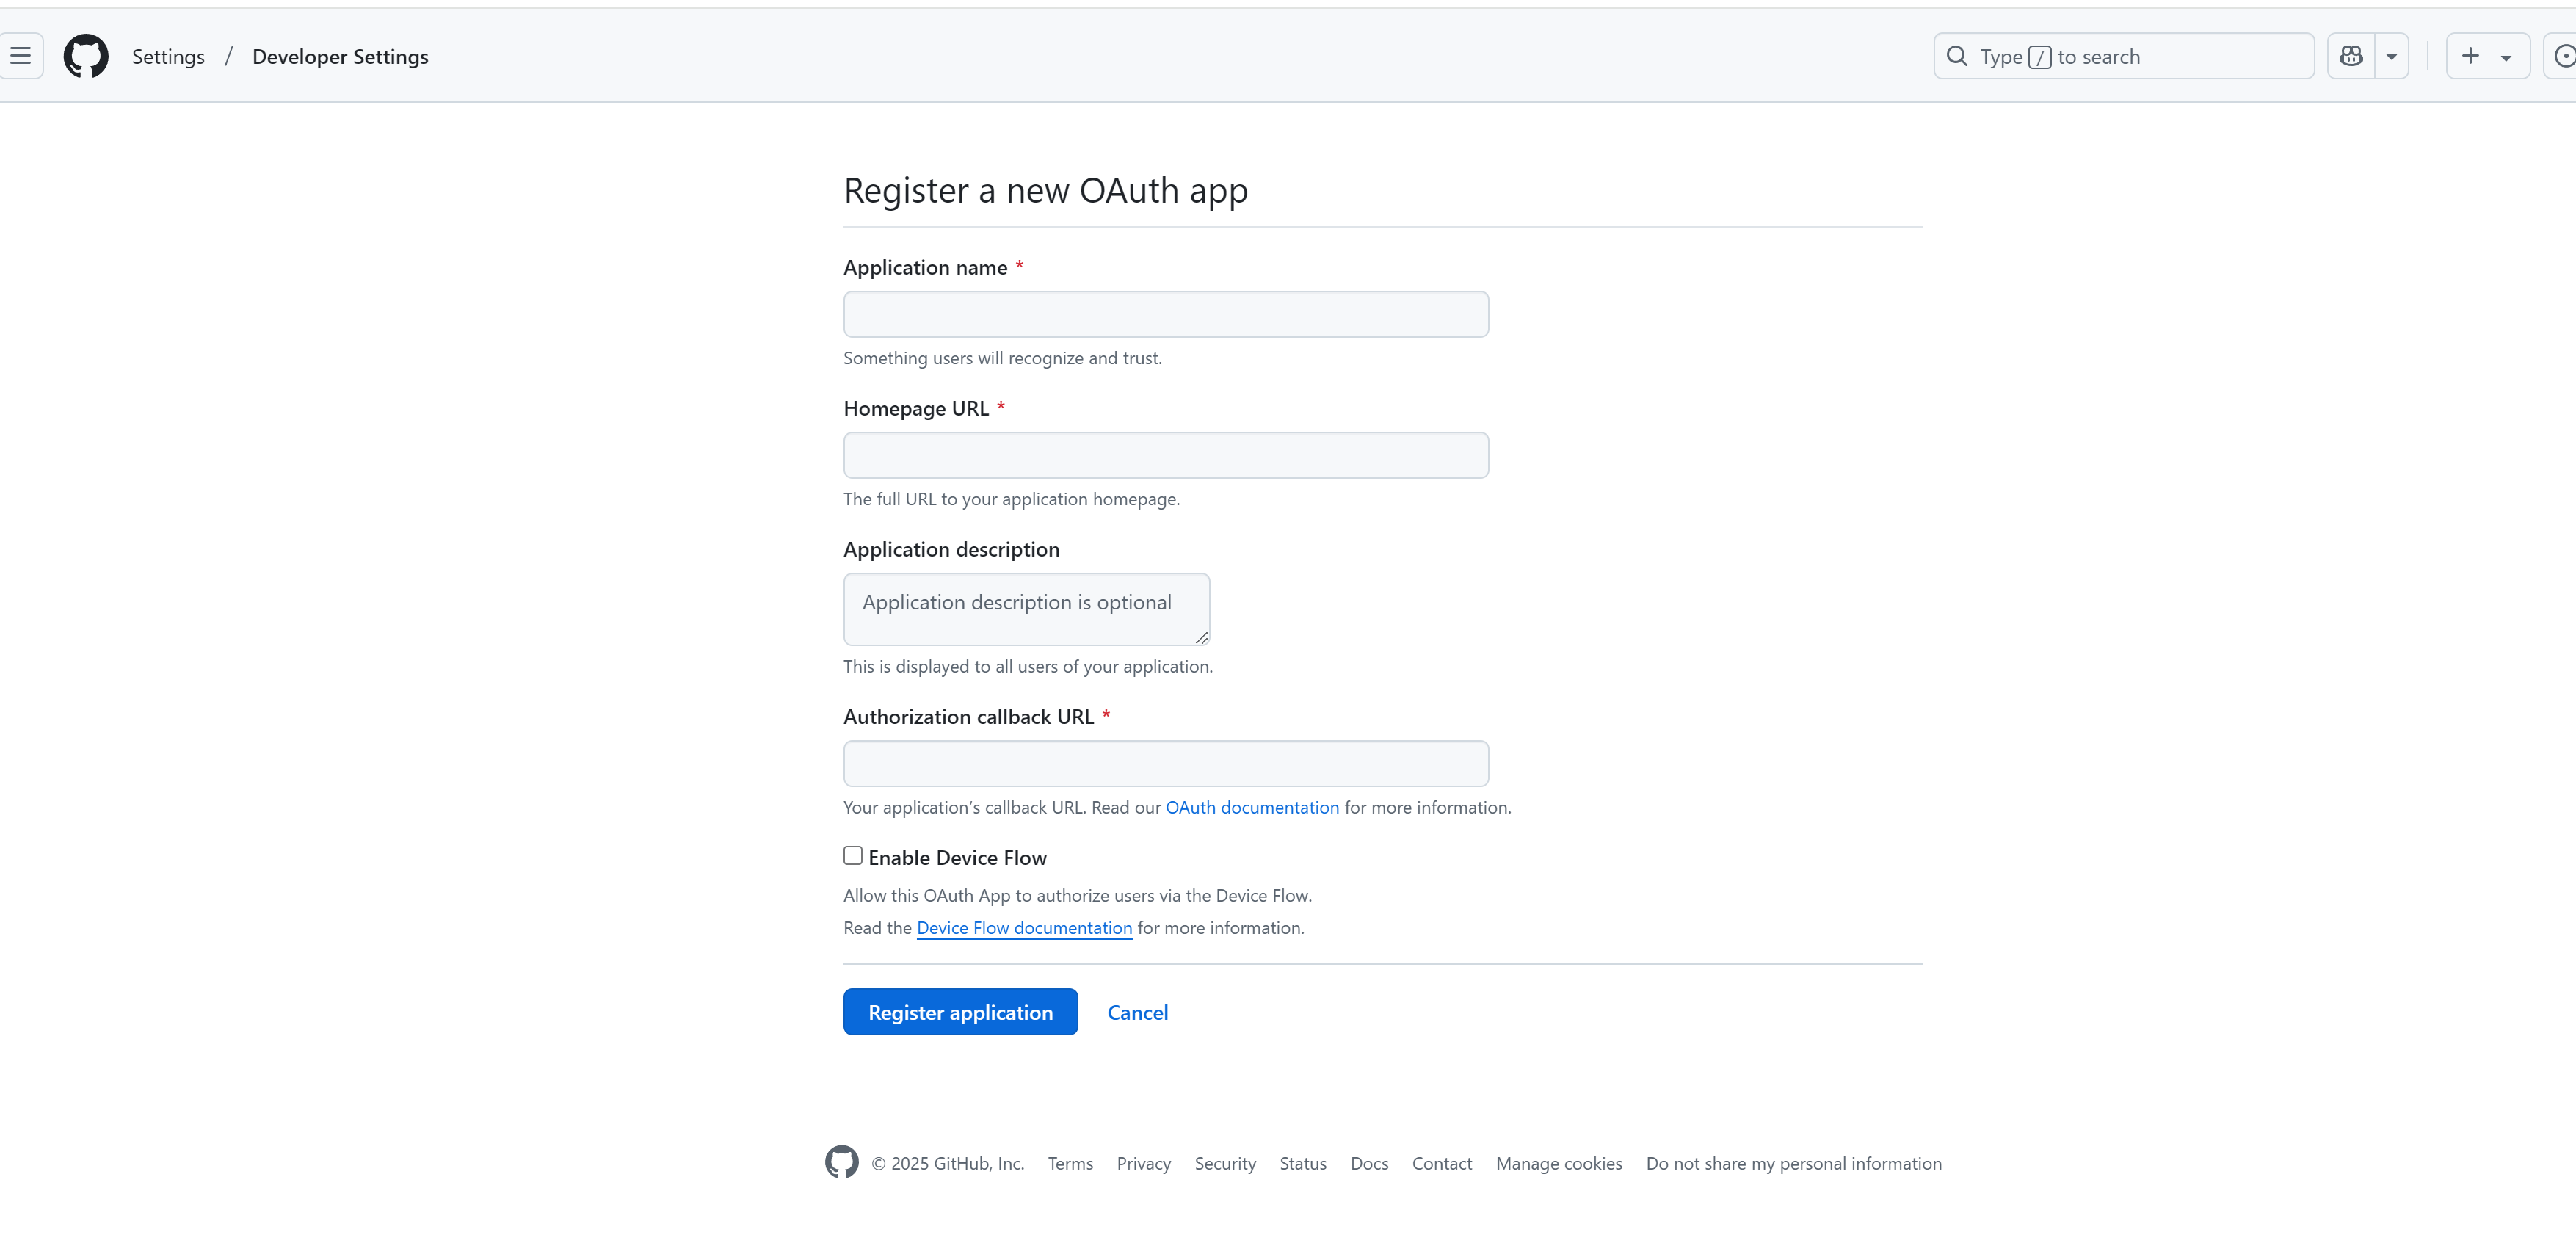 Settings / Developer Settings
Type / to search
Register a new OAuth app
Application name *
Something users will recognize and trust.
Homepage URL *
The full URL to your application homepage.
Application description
Application description is optional
This is displayed to all users of your application.
Authorization callback URL *
Your application’s callback URL. Read our OAuth documentation for more information.
Enable Device Flow
Allow this OAuth App to authorize users via the Device Flow.
Read the Device Flow documentation for more information.
Register application Cancel
© 2025 GitHub, Inc. Terms Privacy Security Status Docs Contact Manage cookies Do not share my personal information